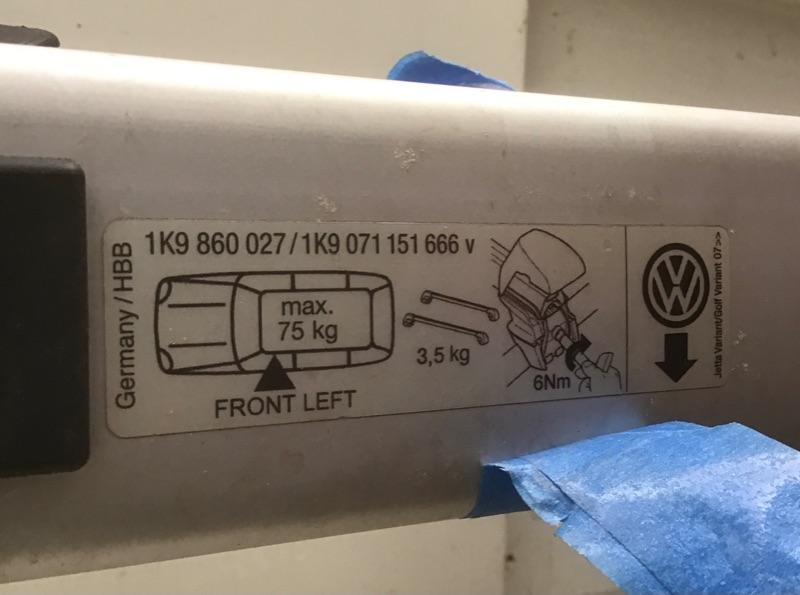 Germany / HBB
1K9 860 027 / 1K9 071 151 666 v
max.
75 kg
FRONT LEFT
3,5 kg
6Nm
VW
Jetta Variant/Golf Variant 07>>